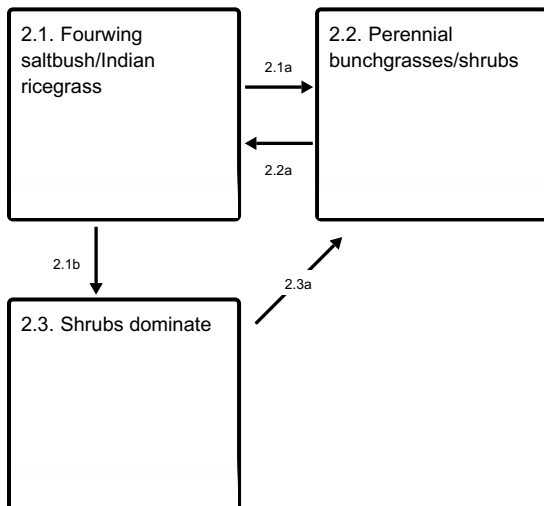 2.1. Fourwing
saltbush/Indian
ricegrass
2.1a
2.2. Perennial
bunchgrasses/shrubs
2.2a
2.1b
2.3a
2.3. Shrubs dominate